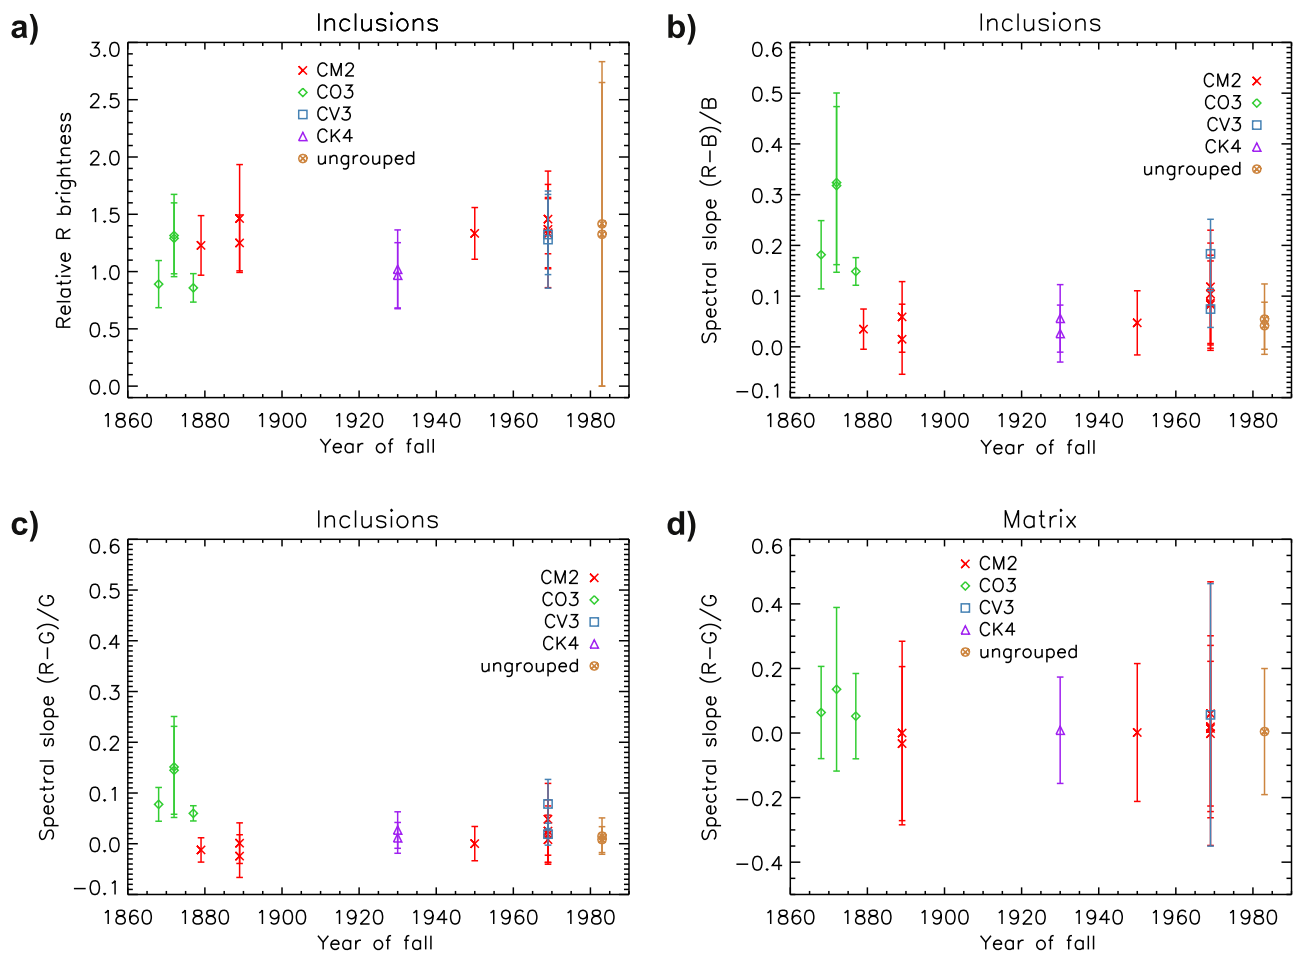 a)
Inclusions
Relative R brightness
3.0
2.5
2.0
1.5
1.0
0.5
0.0
CM2
CO3
CV3
CK4
ungrouped
1860 1880 1900 1920 1940 1960 1980
Year of fall
b)
Inclusions
Spectral slope (R−B)/B
0.6
0.5
0.4
0.3
0.2
0.1
0.0
−0.1
CM2
CO3
CV3
CK4
ungrouped
1860 1880 1900 1920 1940 1960 1980
Year of fall
c)
Inclusions
Spectral slope (R−G)/G
0.6
0.5
0.4
0.3
0.2
0.1
0.0
−0.1
CM2
CO3
CV3
CK4
ungrouped
1860 1880 1900 1920 1940 1960 1980
Year of fall
d)
Matrix
Spectral slope (R−G)/G
0.6
0.4
0.2
0.0
−0.2
−0.4
CM2
CO3
CV3
CK4
ungrouped
1860 1880 1900 1920 1940 1960 1980
Year of fall